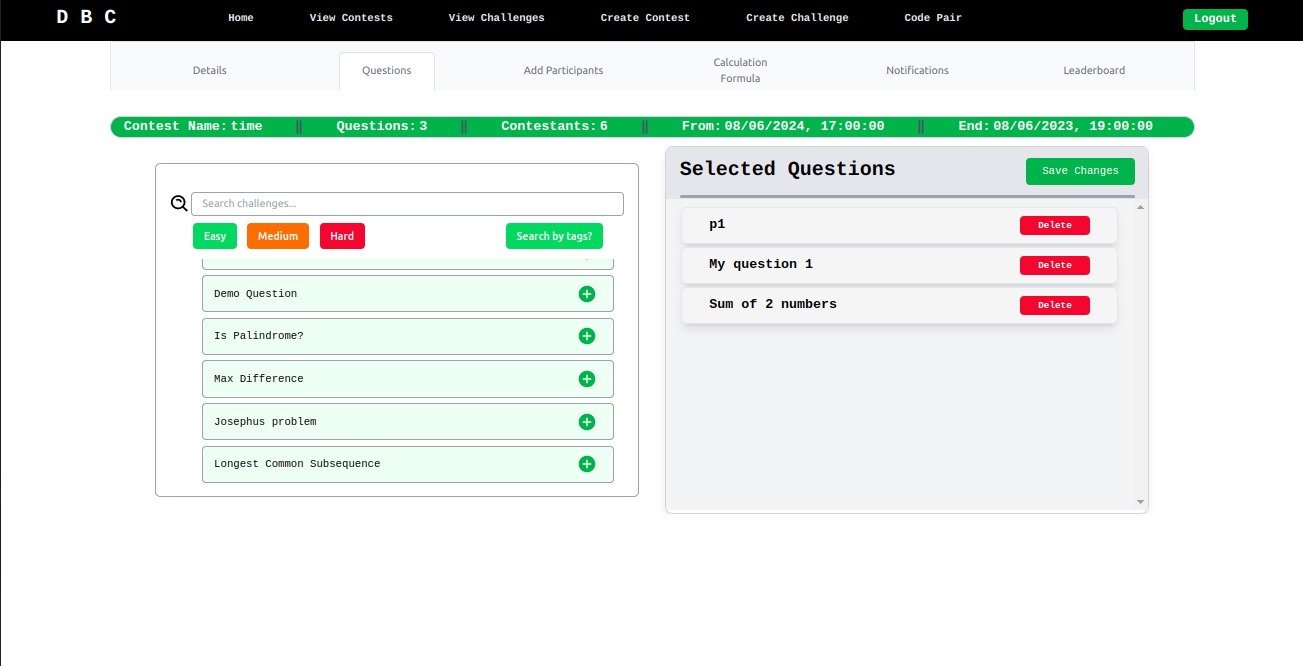 D B C
Home View Contests View Challenges Create Contest Create Challenge Code Pair Logout
Details Questions Add Participants Calculation Formula Notifications Leaderboard
Contest Name: time || Questions: 3 || Contestants: 6 || From: 08/06/2024, 17:00:00 || End: 08/06/2023, 19:00:00
Search challenges...
Easy Medium Hard Search by tags?
Demo Question
Is Palindrome?
Max Difference
Josephus problem
Longest Common Subsequence
Selected Questions Save Changes
p1 Delete
My question 1 Delete
Sum of 2 numbers Delete